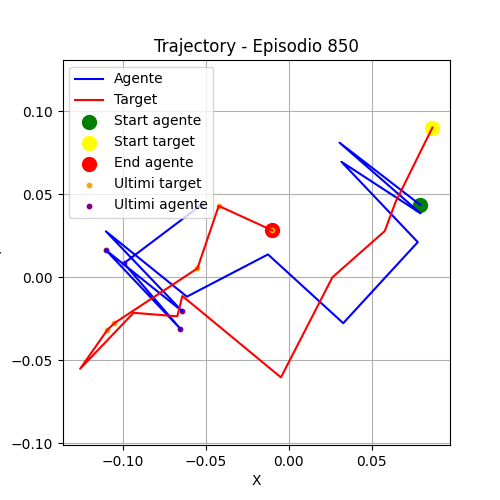 Trajectory - Episodio 850
Agente
Target
Start agente
Start target
End agente
Ultimi target
Ultimi agente
0.10
0.05
0.00
−0.05
−0.10
−0.10
−0.05
0.00
0.05
X